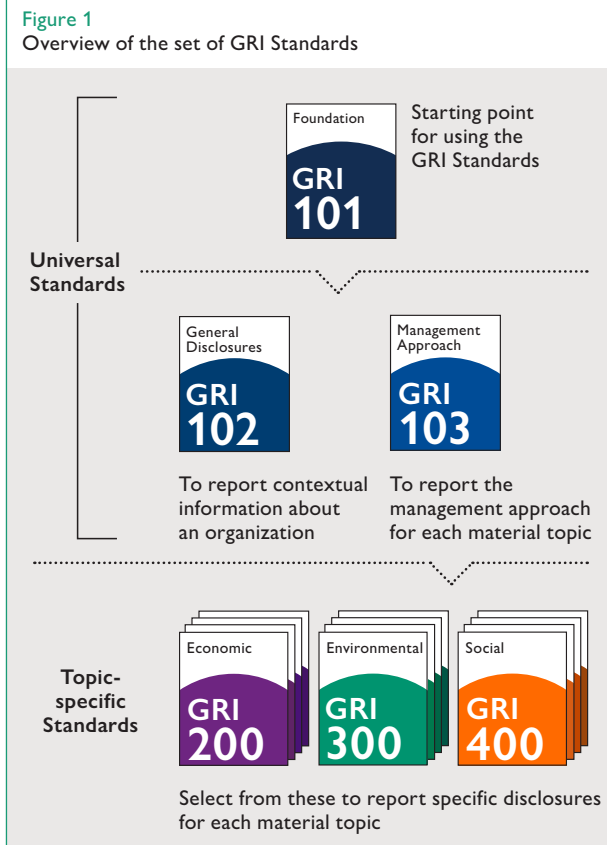 Figure 1
Overview of the set of GRI Standards
Foundation
GRI
101
Starting point
for using the
GRI Standards
Universal
Standards
General
Disclosures
GRI
102
To report contextual
information about
an organization
Management
Approach
GRI
103
To report the
management approach
for each material topic
Topic-
specific
Standards
Economic
GRI
200
Environmental
GRI
300
Social
GRI
400
Select from these to report specific disclosures
for each material topic